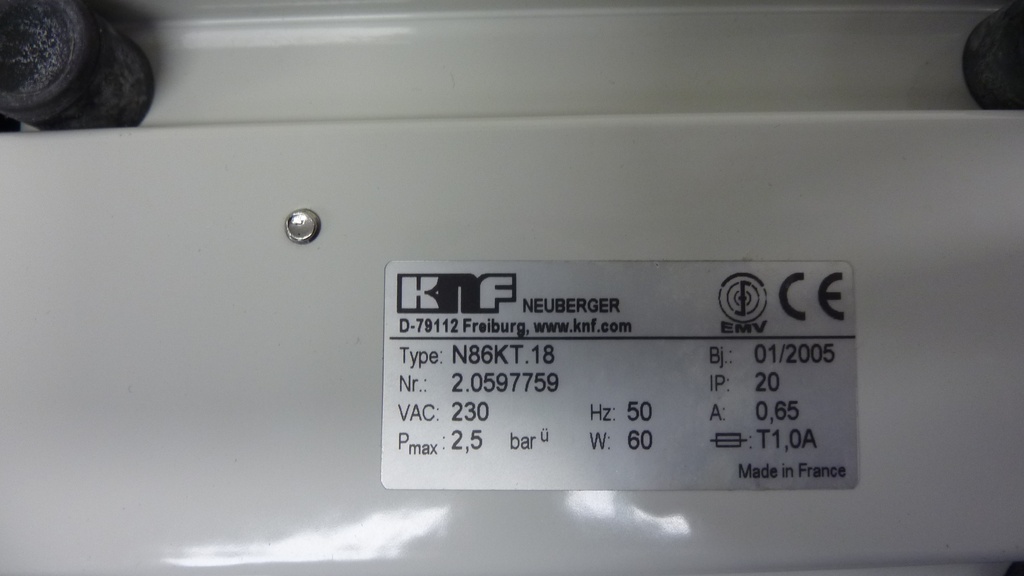 KNF NEUBERGER
D-79112 Freiburg, www.knf.com
EMV CE
Type: N86KT.18 Bj.: 01/2005
Nr.: 2.0597759 IP: 20
VAC: 230 Hz: 50 A: 0,65
Pmax: 2,5 bar ü W: 60 : T1,0A
Made in France